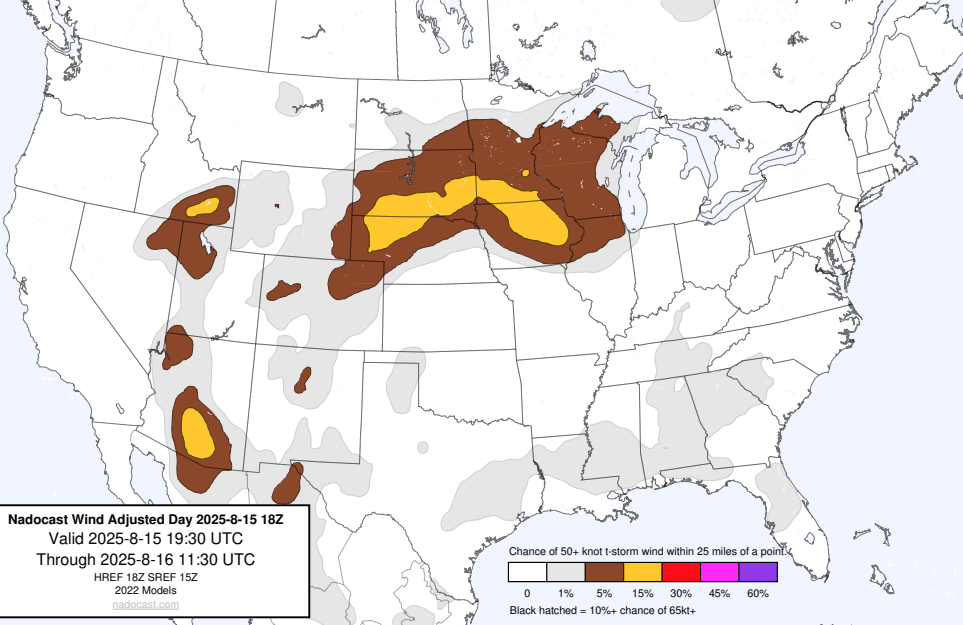 Nadocast Wind Adjusted Day 2025-8-15 18Z
Valid 2025-8-15 19:30 UTC
Through 2025-8-16 11:30 UTC
HREF 18Z SREF 15Z
2022 Models
nadocast.com
Chance of 50+ knot t-storm wind within 25 miles of a point.
0 1% 5% 15% 30% 45% 60%
Black hatched = 10%+ chance of 65kt+